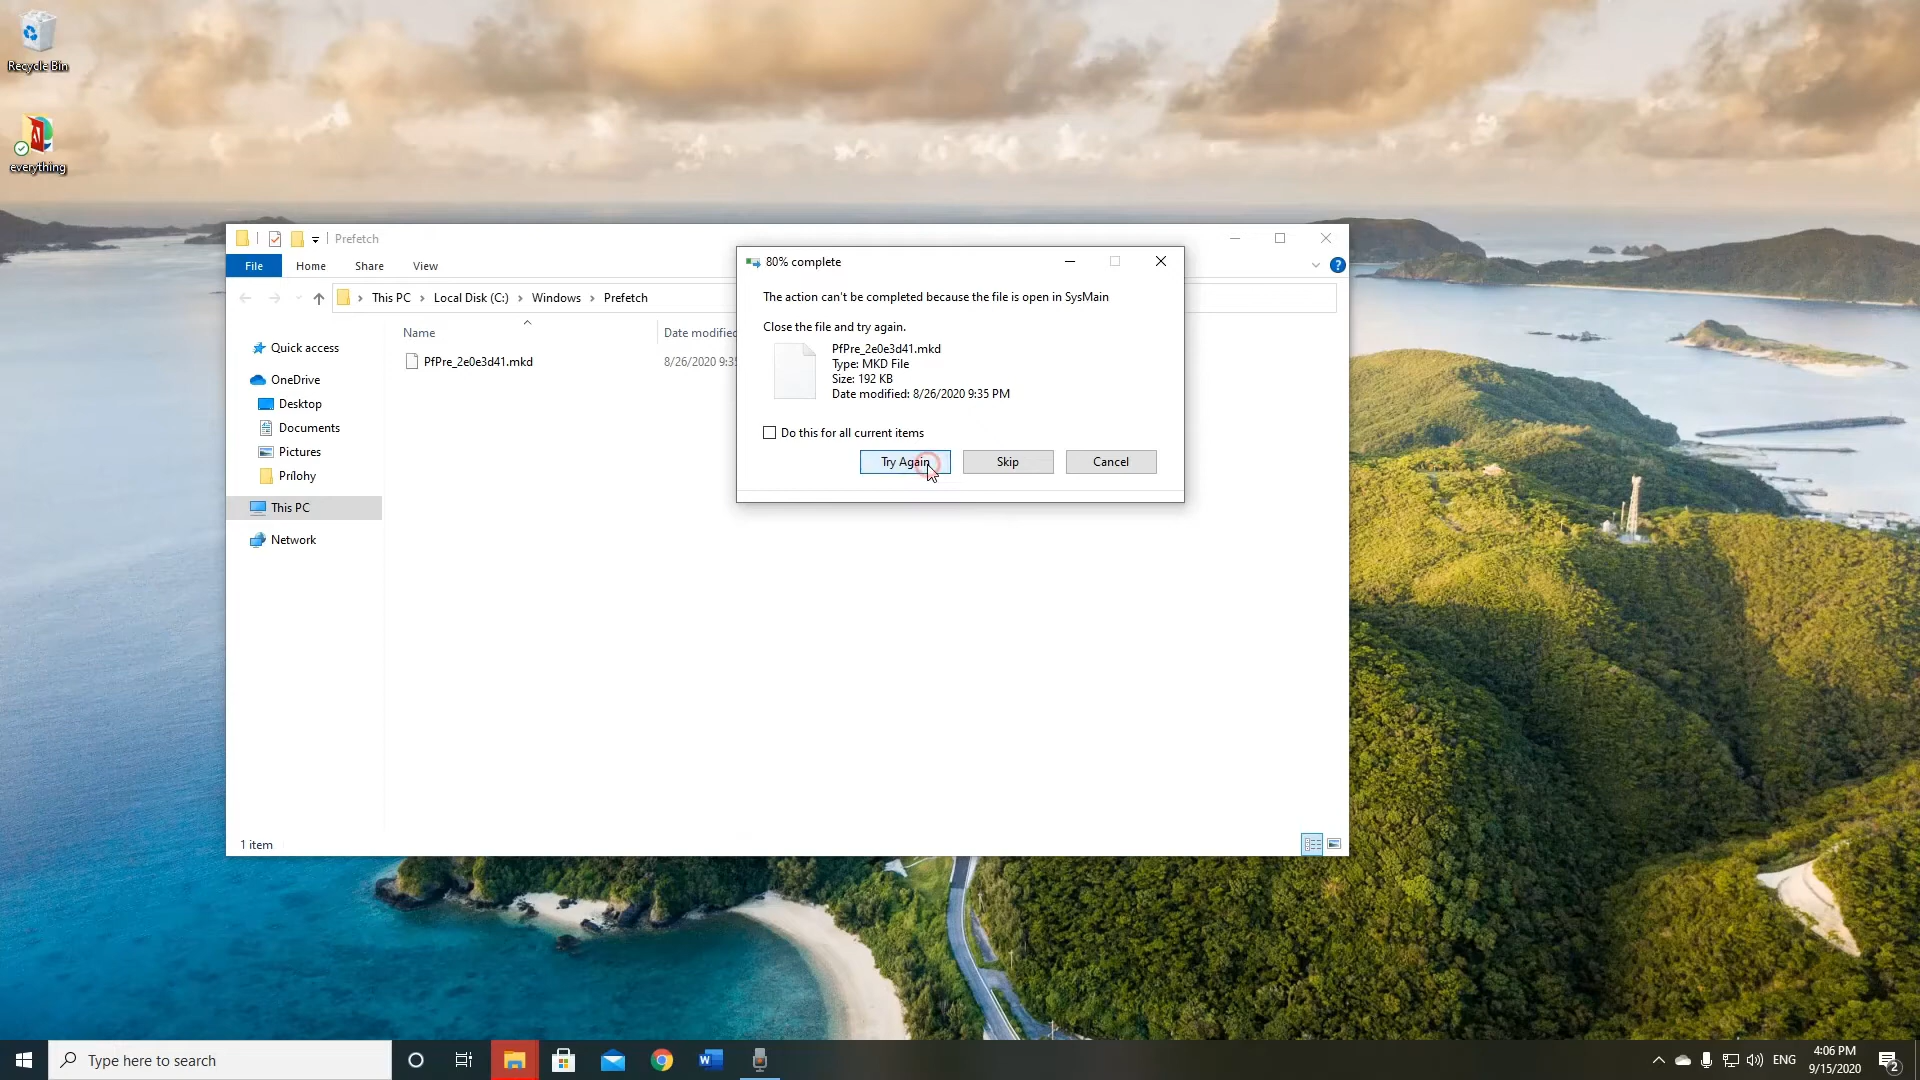 Recycle Bin
everything
Prefetch
File Home Share View
This PC Local Disk (C:) Windows Prefetch
Name Date modified
PfPre_2e0e3d41.mkd 8/26/2020 9:35
Quick access
OneDrive
Desktop
Documents
Pictures
Prílohy
This PC
Network
1 item
80% complete
The action can't be completed because the file is open in SysMain
Close the file and try again.
PfPre_2e0e3d41.mkd
Type: MKD File
Size: 192 KB
Date modified: 8/26/2020 9:35 PM
Do this for all current items
Try Again Skip Cancel
Type here to search
ENG
4:06 PM
9/15/2020
2